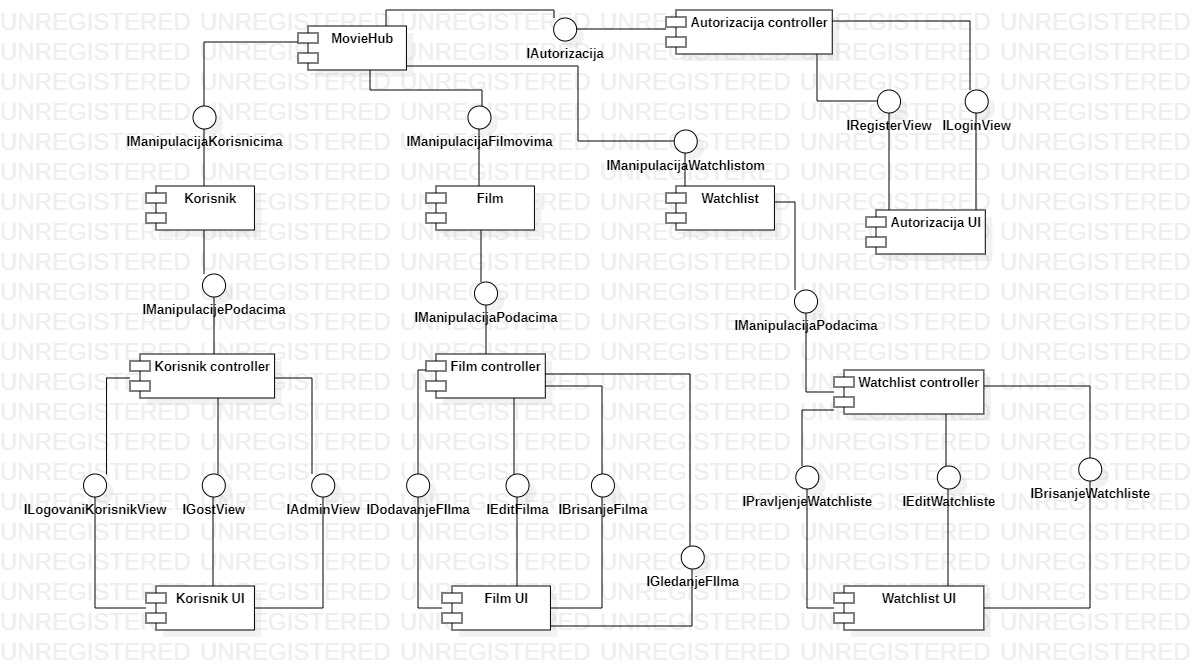 MovieHub
Autorizacija controller
IAutorizacija
IManipulacijaKorisnicima
IManipulacijaFilmovima
IManipulacijaWatchlistom
IRegisterView
ILoginView
Korisnik
Film
Watchlist
Autorizacija UI
IManipulacijePodacima
IManipulacijaPodacima
IManipulacijaPodacima
Korisnik controller
Film controller
Watchlist controller
ILogovaniKorisnikView
IGostView
IAdminView
IDodavanjeFIlma
IEditFilma
IBrisanjeFilma
IPravljenjeWatchliste
IEditWatchliste
IBrisanjeWatchliste
IGledanjeFIlma
Korisnik UI
Film UI
Watchlist UI
UNREGISTERED